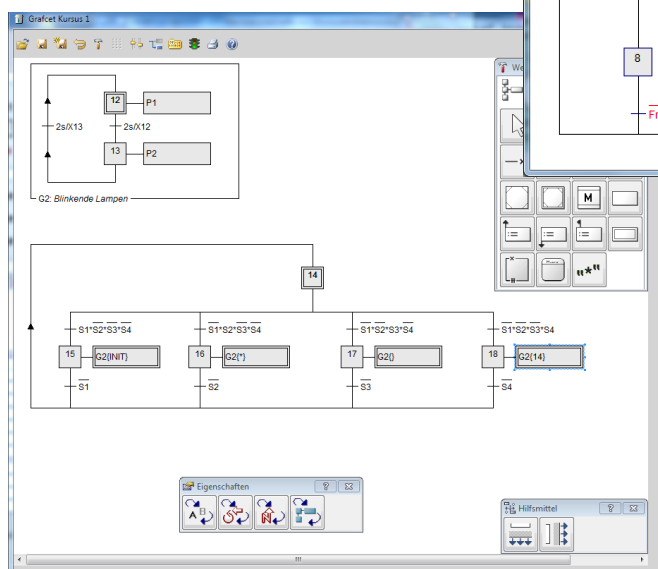 Grafcet Kursus 1
We
8
Fr
12
P1
2s/X13
2s/X12
13
P2
G2: Blinkende Lampen
M
:=
:=
:=
"*"
14
S1*S2*S3*S4
S1*S2*S3*S4
S1*S2*S3*S4
S1*S2*S3*S4
15
G2{INIT}
16
G2{*}
17
G2{}
18
G2{14}
S1
S2
S3
S4
Eigenschaften
A B
N
Hilfsmittel